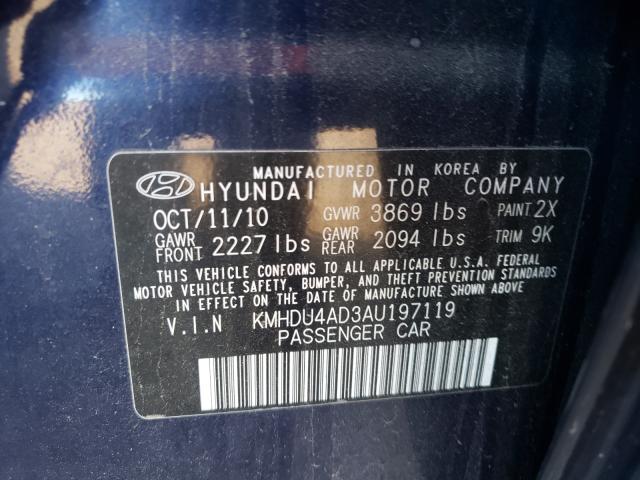 MANUFACTURED IN KOREA BY
HYUNDAI MOTOR COMPANY
OCT/11/10 GVWR 3869 lbs PAINT 2X
GAWR FRONT 2227 lbs GAWR REAR 2094 lbs TRIM 9K
THIS VEHICLE CONFORMS TO ALL APPLICABLE U.S.A. FEDERAL
MOTOR VEHICLE SAFETY, BUMPER, AND THEFT PREVENTION STANDARDS
IN EFFECT ON THE DATE OF MANUFACTURE SHOWN ABOVE
V.I.N KMHDU4AD3AU197119
PASSENGER CAR